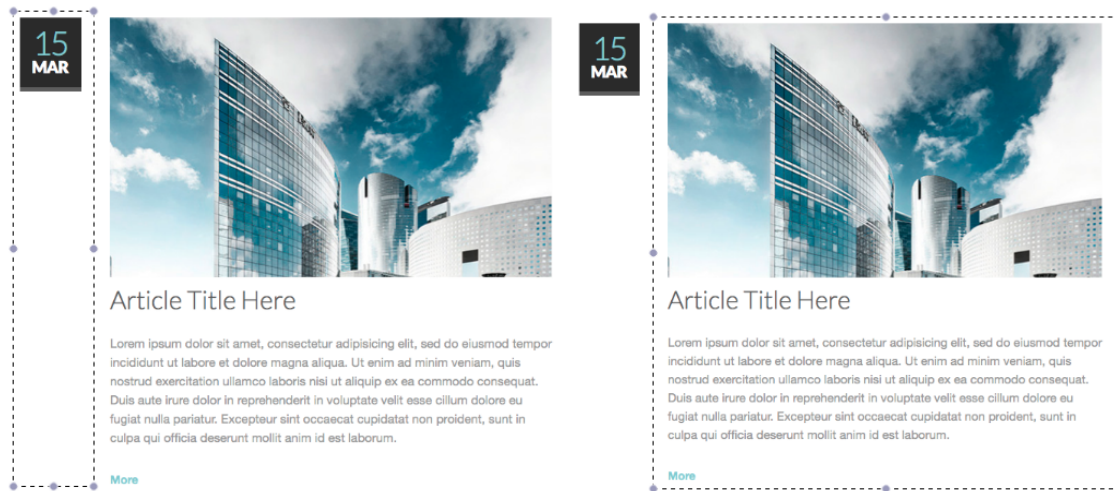 15
MAR
Article Title Here
Lorem ipsum dolor sit amet, consectetur adipisicing elit, sed do eiusmod tempor
incididunt ut labore et dolore magna aliqua. Ut enim ad minim veniam, quis
nostrud exercitation ullamco laboris nisi ut aliquip ex ea commodo consequat.
Duis aute irure dolor in reprehenderit in voluptate velit esse cillum dolore eu
fugiat nulla pariatur. Excepteur sint occaecat cupidatat non proident, sunt in
culpa qui officia deserunt mollit anim id est laborum.
More
15
MAR
Article Title Here
Lorem ipsum dolor sit amet, consectetur adipisicing elit, sed do eiusmod tempor
incididunt ut labore et dolore magna aliqua. Ut enim ad minim veniam, quis
nostrud exercitation ullamco laboris nisi ut aliquip ex ea commodo consequat.
Duis aute irure dolor in reprehenderit in voluptate velit esse cillum dolore eu
fugiat nulla pariatur. Excepteur sint occaecat cupidatat non proident, sunt in
culpa qui officia deserunt mollit anim id est laborum.
More